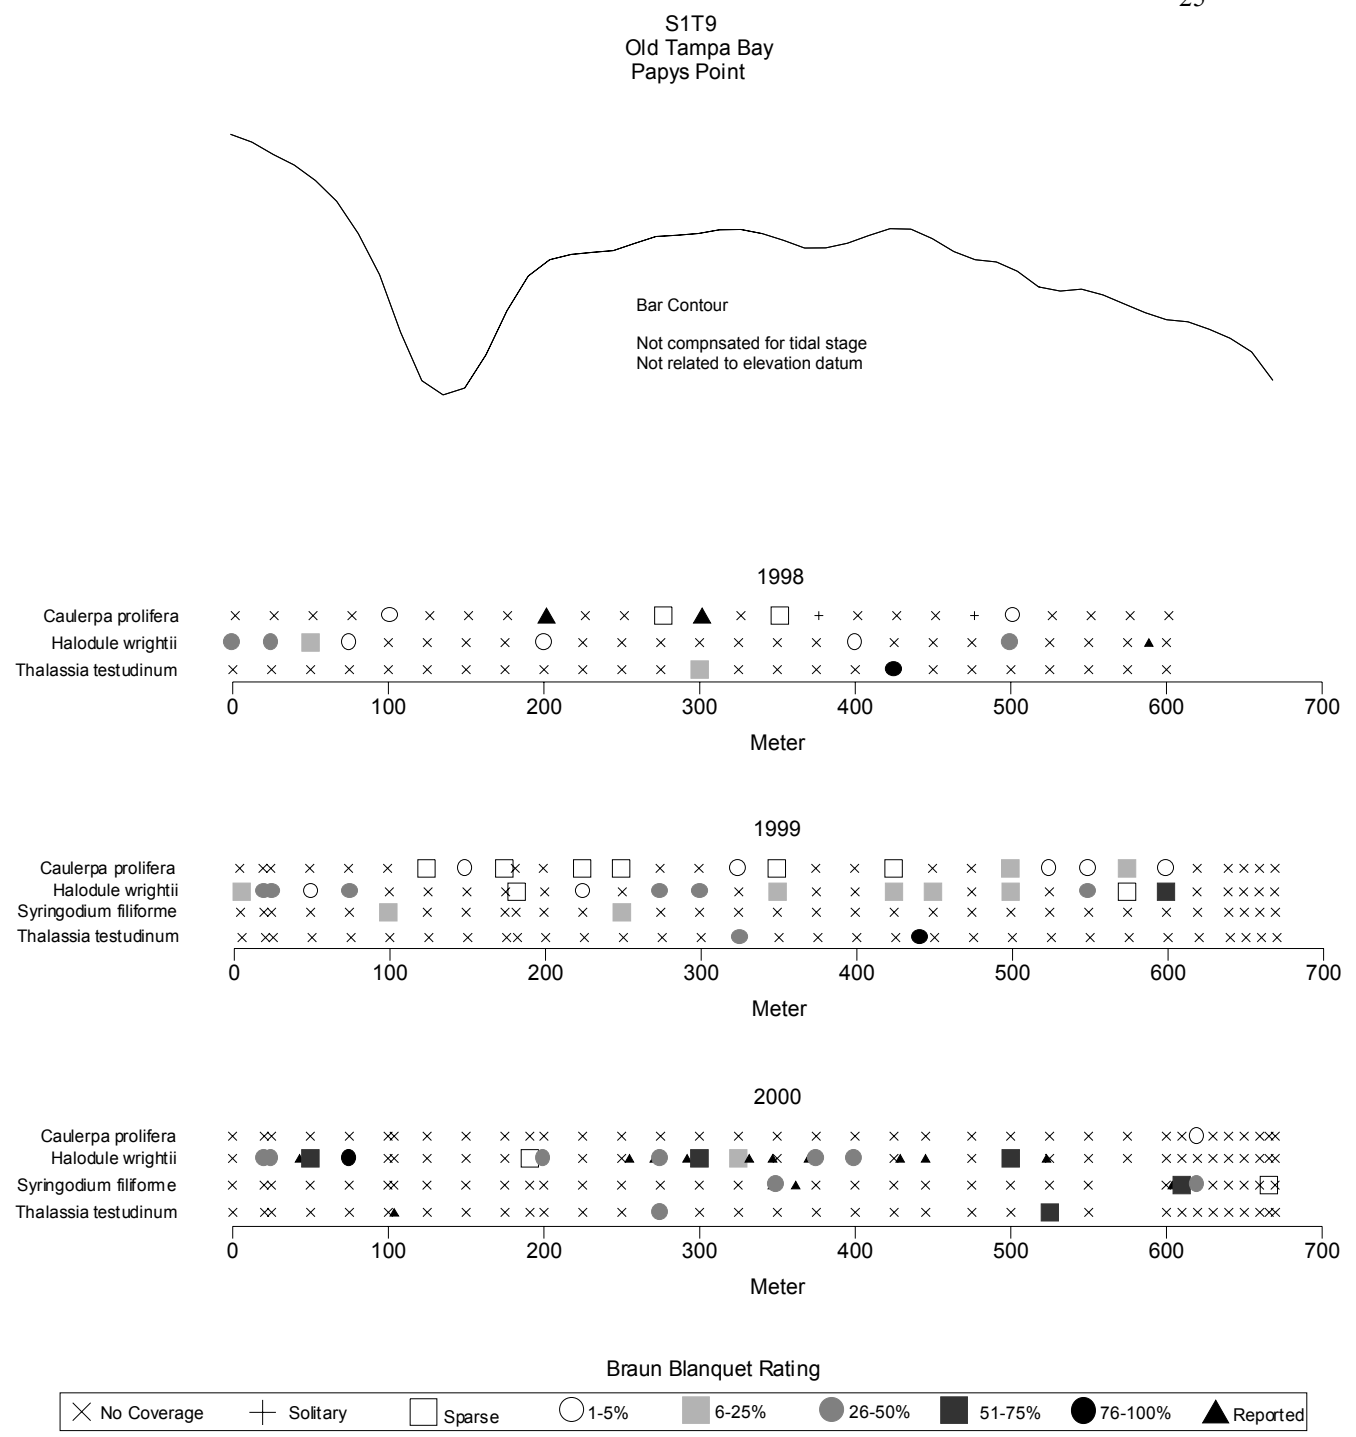 S1T9
Old Tampa Bay
Papys Point
Bar Contour
Not compnsated for tidal stage
Not related to elevation datum
1998
Caulerpa prolifera
Halodule wrightii
Thalassia testudinum
0 100 200 300 400 500 600 700
Meter
1999
Caulerpa prolifera
Halodule wrightii
Syringodium filiforme
Thalassia testudinum
0 100 200 300 400 500 600 700
Meter
2000
Caulerpa prolifera
Halodule wrightii
Syringodium filiforme
Thalassia testudinum
0 100 200 300 400 500 600 700
Meter
Braun Blanquet Rating
No Coverage Solitary Sparse 1-5% 6-25% 26-50% 51-75% 76-100% Reported